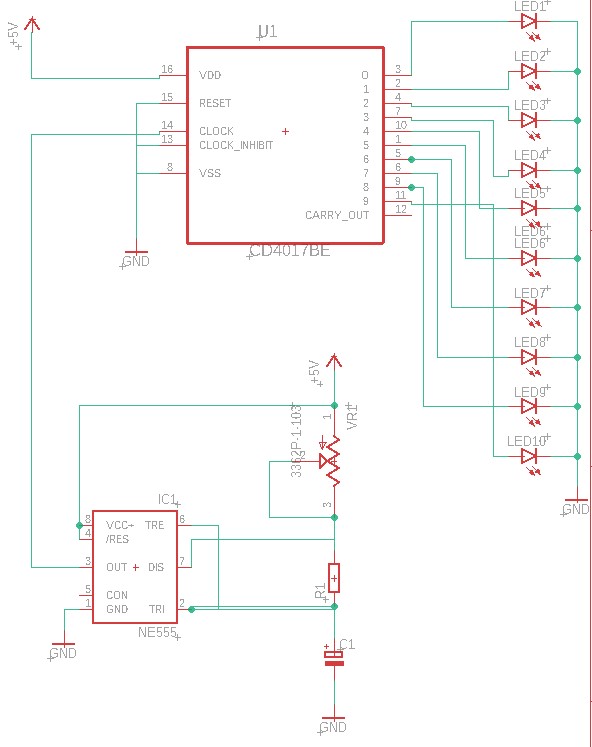 +5V
U1
16 VDD
15 RESET
14 CLOCK
13 CLOCK_INHIBIT
8 VSS
0 3
1 2
2 4
3 7
4 10
5 1
6 5
7 6
8 9
9 11
CARRY_OUT 12
CD4017BE
GND
LED1
LED2
LED3
LED4
LED5
LED6
LED6
LED7
LED8
LED9
LED10
GND
+5V
1
VR1
3362P-1-103
3
IC1
8 VCC+ TRE 6
4 /RES
3 OUT DIS 7
5 CON
1 GND TRI 2
NE555
GND
R1
C1
GND